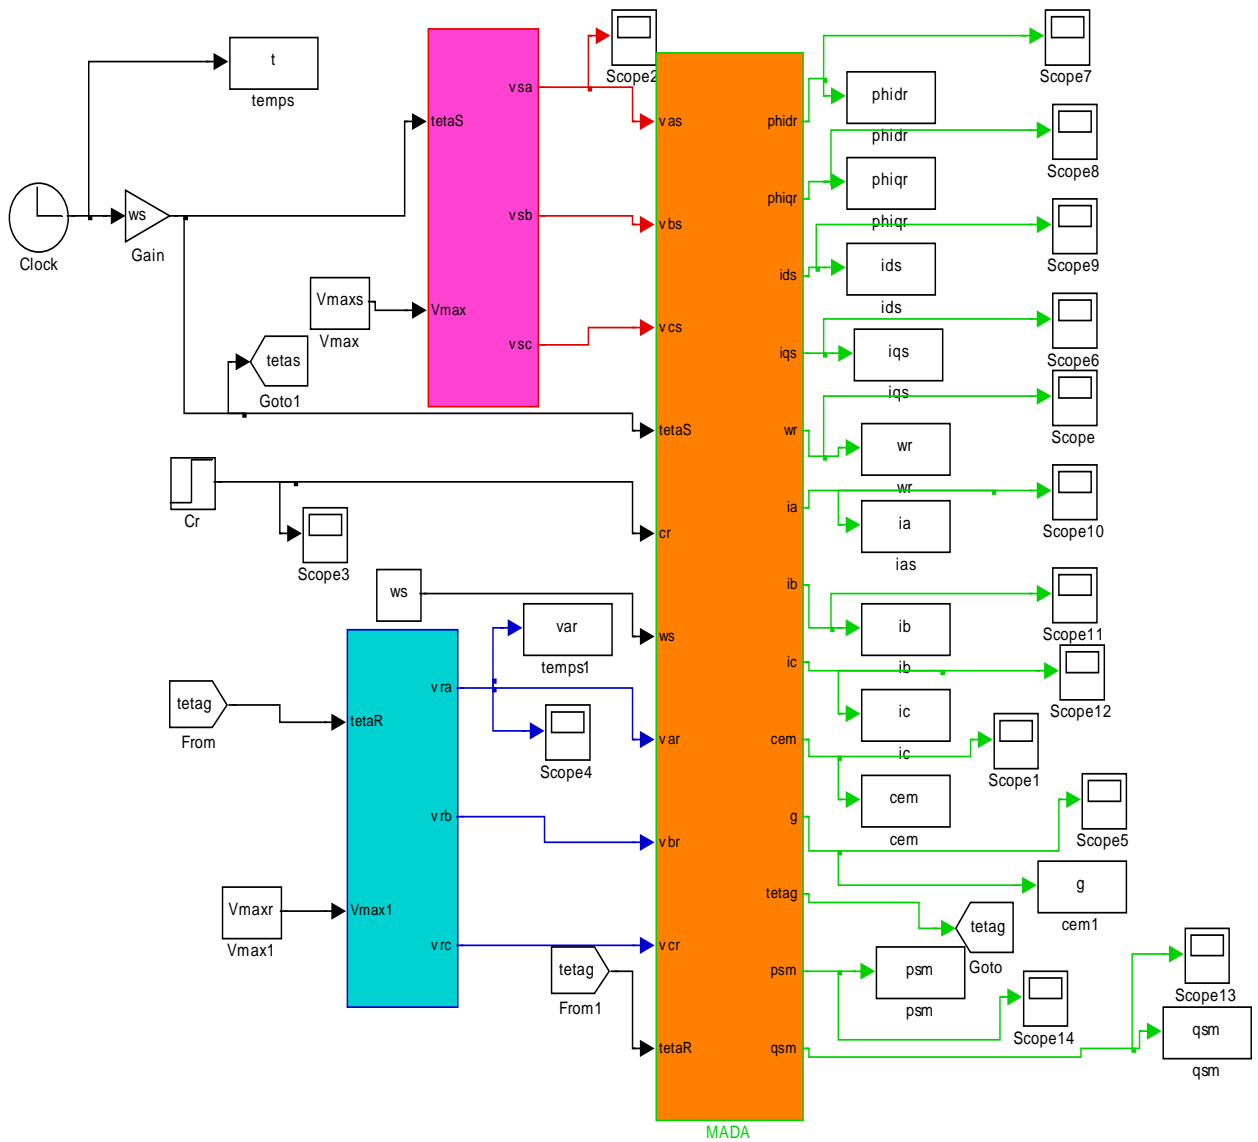 t
temps
Clock
ws
Gain
Vmaxs
Vmax
tetas
Goto1
Cr
Scope3
ws
var
temps1
Scope4
tetag
From
Vmaxr
Vmax1
tetag
From1
tetaS
Vmax
vsa
vsb
vsc
Scope2
tetaR
Vmax1
vra
vrb
vrc
vas
vbs
vcs
tetaS
cr
ws
var
vbr
vcr
tetaR
phidr
phiqr
ids
iqs
wr
ia
ib
ic
cem
g
tetag
psm
qsm
MADA
Scope7
phidr
phidr
Scope8
phiqr
phiqr
Scope9
ids
ids
Scope6
iqs
iqs
Scope
wr
wr
Scope10
ia
ias
Scope11
ib
ib
Scope12
ic
ic
Scope1
cem
cem
Scope5
g
cem1
tetag
Goto
psm
psm
Scope14
Scope13
qsm
qsm